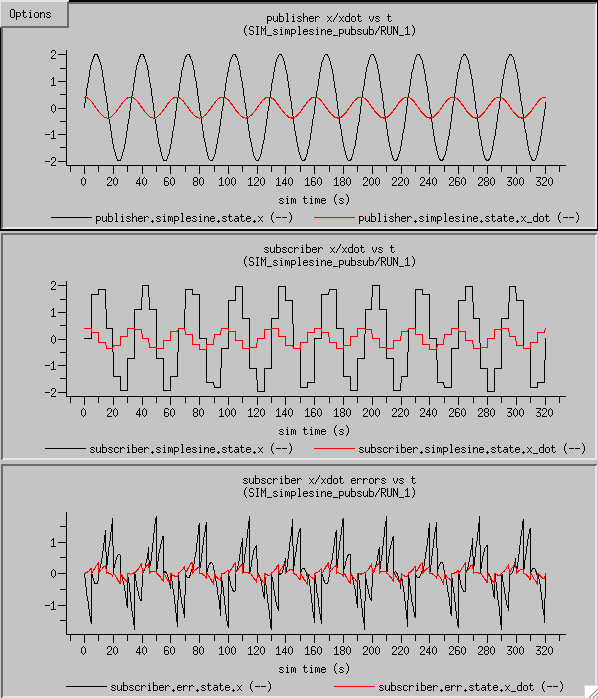 Options
publisher x/xdot vs t
(SIM_simplesine_pubsub/RUN_1)
2
1
0
-1
-2
0 20 40 60 80 100 120 140 160 180 200 220 240 260 280 300 320
sim time (s)
publisher.simplesine.state.x (--) publisher.simplesine.state.x_dot (--)
subscriber x/xdot vs t
(SIM_simplesine_pubsub/RUN_1)
2
1
0
-1
-2
0 20 40 60 80 100 120 140 160 180 200 220 240 260 280 300 320
sim time (s)
subscriber.simplesine.state.x (--) subscriber.simplesine.state.x_dot (--)
subscriber x/xdot errors vs t
(SIM_simplesine_pubsub/RUN_1)
1
0
-1
0 20 40 60 80 100 120 140 160 180 200 220 240 260 280 300 320
sim time (s)
subscriber.err.state.x (--) subscriber.err.state.x_dot (--)